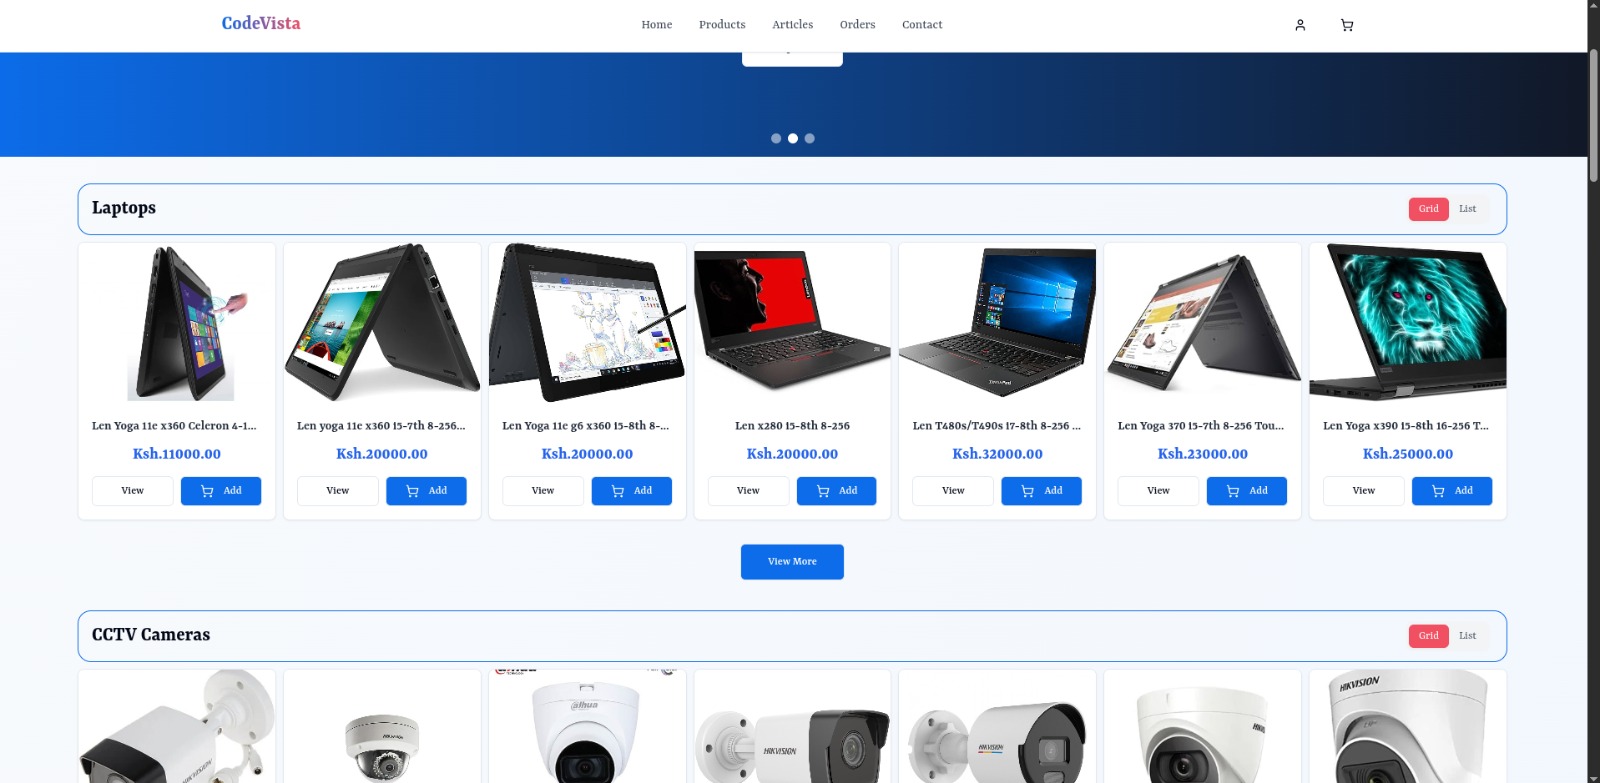 CodeVista
Home Products Articles Orders Contact
Laptops
Grid List
Len Yoga 11e x360 Celeron 4-1...
Ksh.11000.00
View Add
Len yoga 11e x360 I5-7th 8-256...
Ksh.20000.00
View Add
Len Yoga 11e g6 x360 I5-8th 8-...
Ksh.20000.00
View Add
Len x280 I5-8th 8-256
Ksh.20000.00
View Add
Len T480s/T490s I7-8th 8-256 ...
Ksh.32000.00
View Add
Len Yoga 370 I5-7th 8-256 Tou...
Ksh.23000.00
View Add
Len Yoga x390 I5-8th 16-256 T...
Ksh.25000.00
View Add
View More
CCTV Cameras
Grid List
HIKVISION
HIKVISION
alhua
HIKVISION
HIKVISION
HIKVISION